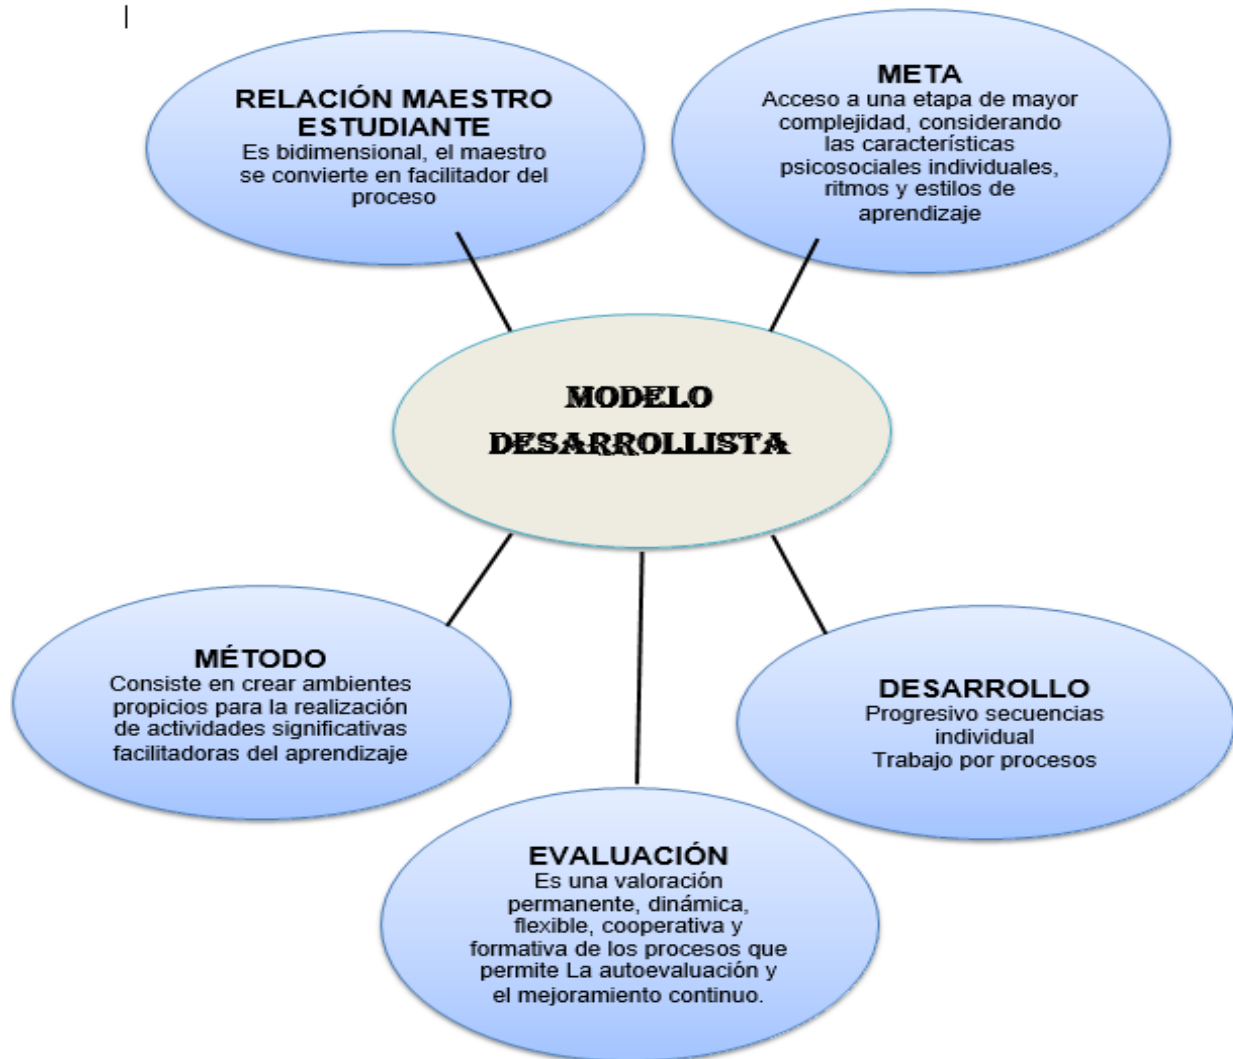 RELACIÓN MAESTRO
ESTUDIANTE
Es bidimensional, el maestro
se convierte en facilitador del
proceso
META
Acceso a una etapa de mayor
complejidad, considerando
las características
psicosociales individuales,
ritmos y estilos de
aprendizaje
MODELO
DESARROLLISTA
MÉTODO
Consiste en crear ambientes
propicios para la realización
de actividades significativas
facilitadoras del aprendizaje
DESARROLLO
Progresivo secuencias
individual
Trabajo por procesos
EVALUACIÓN
Es una valoración
permanente, dinámica,
flexible, cooperativa y
formativa de los procesos que
permite La autoevaluación y
el mejoramiento continuo.